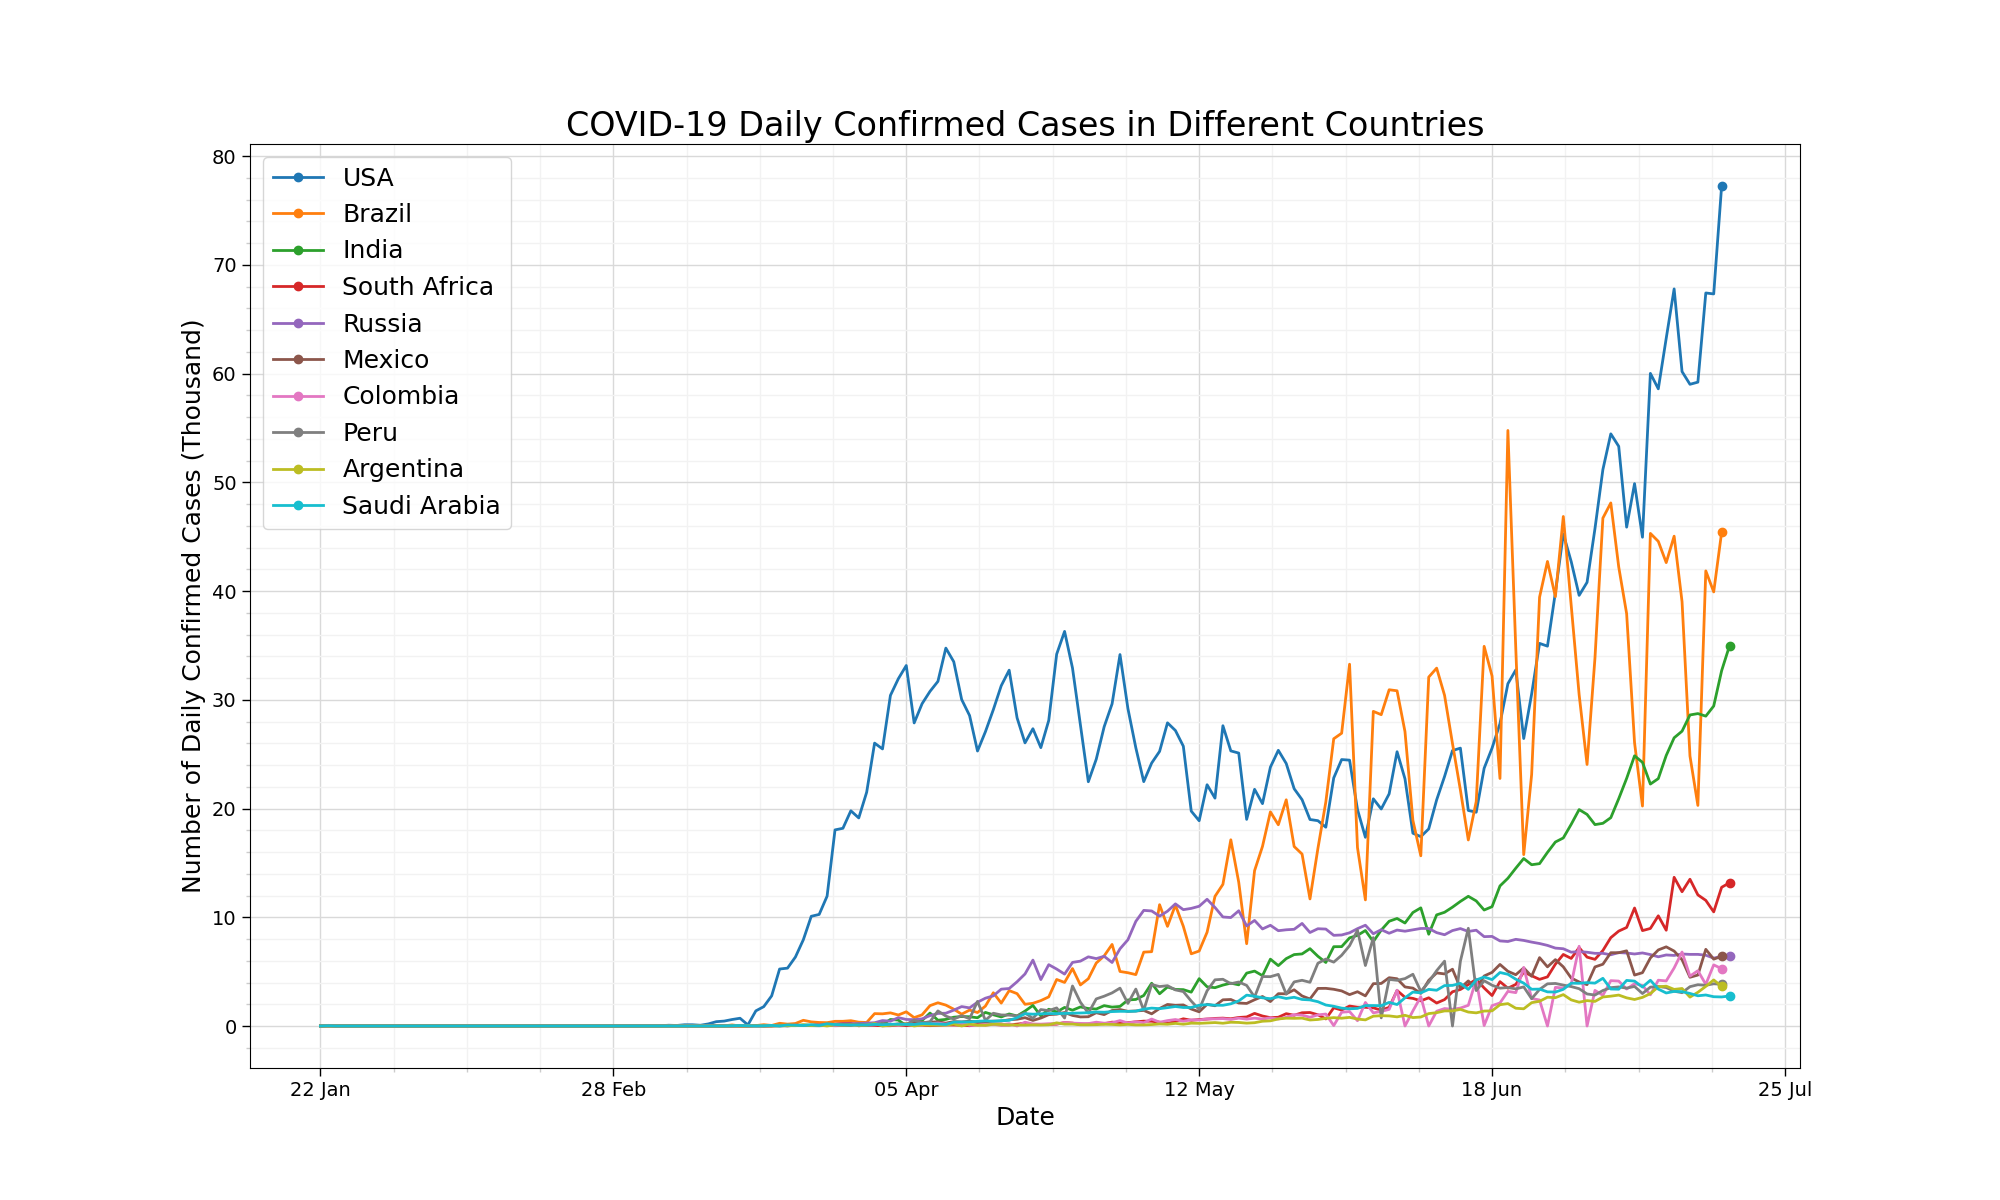 COVID-19 Daily Confirmed Cases in Different Countries
Number of Daily Confirmed Cases (Thousand)
80
70
60
50
40
30
20
10
0
USA
Brazil
India
South Africa
Russia
Mexico
Colombia
Peru
Argentina
Saudi Arabia
22 Jan
28 Feb
05 Apr
12 May
18 Jun
25 Jul
Date